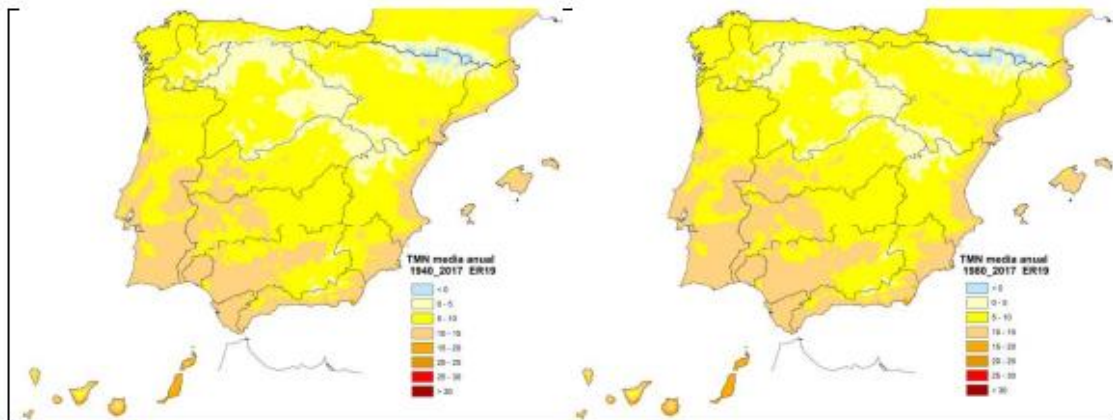 TMN media anual
1940_2017 ER19
< 0
0 - 5
5 - 10
10 - 15
15 - 20
20 - 25
25 - 30
> 30
TMN media anual
1980_2017 ER19
< 0
0 - 5
5 - 10
10 - 15
15 - 20
20 - 25
25 - 30
> 30